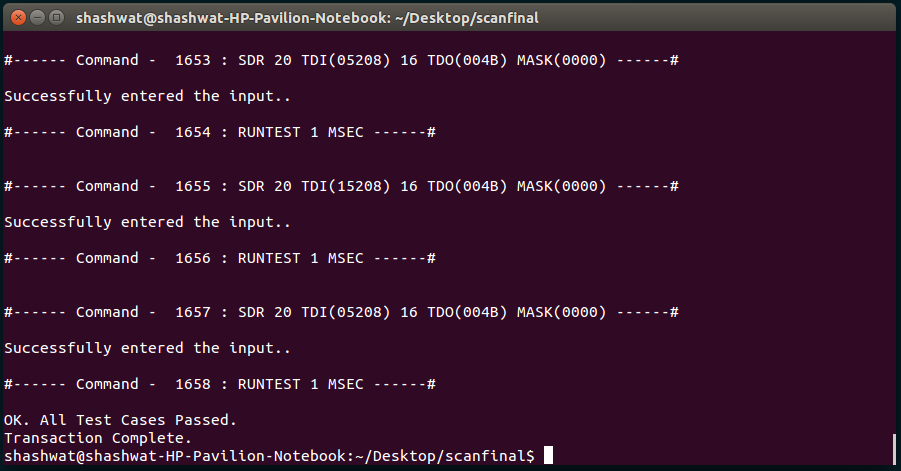 shashwat@shashwat-HP-Pavilion-Notebook: ~/Desktop/scanfinal
#------ Command -  1653 : SDR 20 TDI(05208) 16 TDO(004B) MASK(0000) ------#
Successfully entered the input..
#------ Command -  1654 : RUNTEST 1 MSEC ------#
#------ Command -  1655 : SDR 20 TDI(15208) 16 TDO(004B) MASK(0000) ------#
Successfully entered the input..
#------ Command -  1656 : RUNTEST 1 MSEC ------#
#------ Command -  1657 : SDR 20 TDI(05208) 16 TDO(004B) MASK(0000) ------#
Successfully entered the input..
#------ Command -  1658 : RUNTEST 1 MSEC ------#
OK. All Test Cases Passed.
Transaction Complete.
shashwat@shashwat-HP-Pavilion-Notebook:~/Desktop/scanfinal$